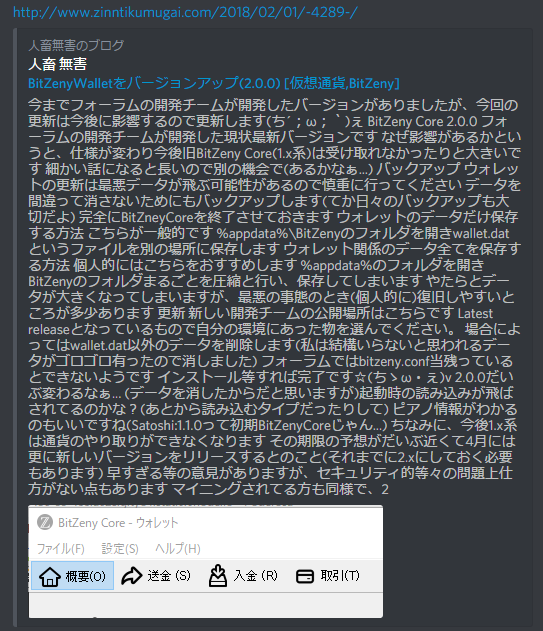 http://www.zinntikumugai.com/2018/02/01/-4289-/
人畜無害のブログ
人畜 無害
BitZenyWalletをバージョンアップ(2.0.0) [仮想通貨,BitZeny]
今までフォーラムの開発チームが開発したバージョンがありましたが、今回の
更新は今後に影響するので更新します(ち´；ω；`)ぇ BitZeny Core 2.0.0 フォ
ーラムの開発チームが開発した現状最新バージョンです なぜ影響があるかとい
うと、仕様が変わり今後旧BitZeny Core(1.x系)は受け取れなかったりと大きいで
す 細かい話になると長いので別の機会で(あるかなぁ...) バックアップ ウォレッ
トの更新は最悪データが飛ぶ可能性があるので慎重に行ってください データを
間違って消さないためにもバックアップします(てか日々のバックアップも大
切だよ) 完全にBitZneyCoreを終了させておきます ウォレットのデータだけ保存
する方法 こちらが一般的です %appdata%\BitZenyのフォルダを開きwallet.dat
というファイルを別の場所に保存します ウォレット関係のデータ全てを保存す
る方法 個人的にはこちらをおすすめします %appdata%のフォルダを開き
BitZenyのフォルダまるごとを圧縮と行い、保存してしまいます やたらとデー
タが大きくなってしまいますが、最悪の事態のとき(個人的に)復旧しやすいと
ころが多少あります 更新 新しい開発チームの公開場所はこちらです Latest
releaseとなっているもので自分の環境にあった物を選んでください。 場合によ
ってはwallet.dat以外のデータを削除します(私は結構いらないと思われるデー
タがゴロゴロ有ったので消しました) フォーラムではbitzeny.conf当残っている
とできないようです インストール等すれば完了です☆(ちゝω・ぇ)v 2.0.0だい
ぶ変わるなぁ... (データを消したからだと思いますが)起動時の読み込みが飛ば
されてるのかな？(あとから読み込むタイプだったりして) ピアノ情報がわかる
のもいいですね(Satoshi:1.1.0って初期BitZenyCoreじゃん...) ちなみに、今後1.x系
は通貨のやり取りができなくなります その期限の予想がだいぶ近くて4月には
更に新しいバージョンをリリースするとのこと(それまでに2.xにしておく必要
もあります) 早すぎる等の意見がありますが、セキュリティ的等々の問題上仕
方がない点もあります マイニングされてる方も同様で、2
BitZeny Core - ウォレット
ファイル(F) 設定(S) ヘルプ(H)
概要(O) 送金 (S) 入金 (R) 取引(T)